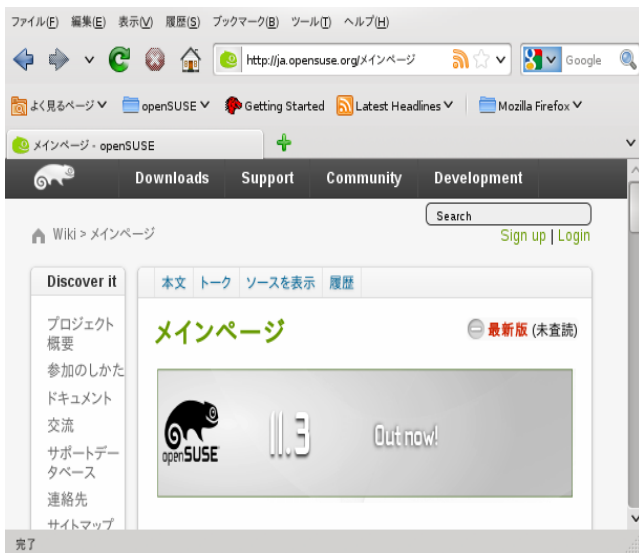 ファイル(F) 編集(E) 表示(V) 履歴(S) ブックマーク(B) ツール(T) ヘルプ(H)
http://ja.opensuse.org/メインページ Google
よく見るページ openSUSE Getting Started Latest Headlines Mozilla Firefox
メインページ - openSUSE
Downloads Support Community Development
Search
Wiki > メインページ
Sign up | Login
Discover it
本文 トーク ソースを表示 履歴
プロジェクト
概要
参加のしかた
ドキュメント
交流
サポートデー
タベース
連絡先
サイトマップ
メインページ
最新版 (未査読)
openSUSE
11.3 Out now!
完了